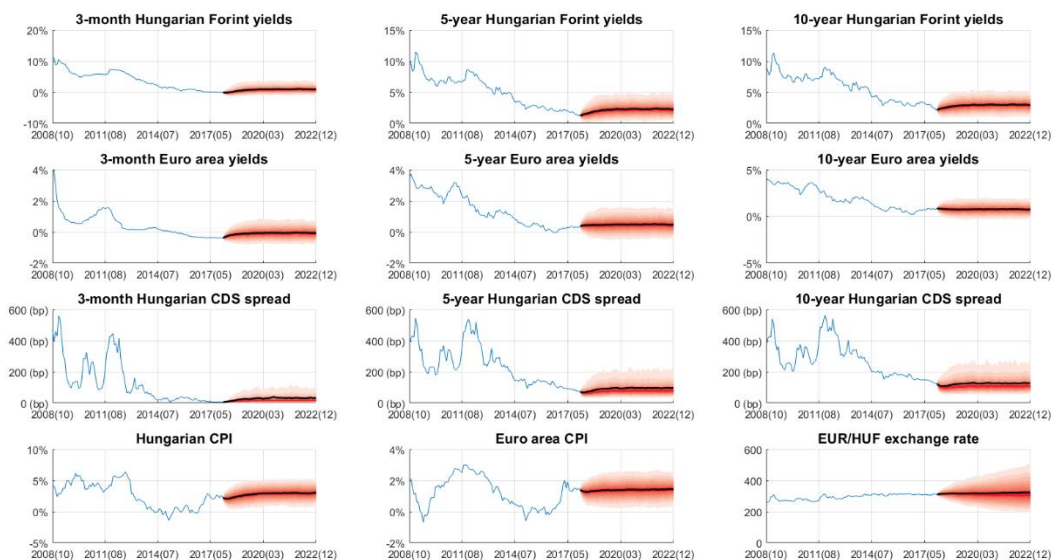 3-month Hungarian Forint yields
20%
10%
0%
-10%
2008(10) 2011(08) 2014(07) 2017(05) 2020(03) 2022(12)
5-year Hungarian Forint yields
15%
10%
5%
0%
2008(10) 2011(08) 2014(07) 2017(05) 2020(03) 2022(12)
10-year Hungarian Forint yields
15%
10%
5%
0%
2008(10) 2011(08) 2014(07) 2017(05) 2020(03) 2022(12)
3-month Euro area yields
4%
2%
0%
-2%
2008(10) 2011(08) 2014(07) 2017(05) 2020(03) 2022(12)
5-year Euro area yields
4%
2%
0%
-2%
2008(10) 2011(08) 2014(07) 2017(05) 2020(03) 2022(12)
10-year Euro area yields
5%
0%
-5%
2008(10) 2011(08) 2014(07) 2017(05) 2020(03) 2022(12)
3-month Hungarian CDS spread
600 (bp)
400 (bp)
200 (bp)
0 (bp)
2008(10) 2011(08) 2014(07) 2017(05) 2020(03) 2022(12)
5-year Hungarian CDS spread
600 (bp)
400 (bp)
200 (bp)
0 (bp)
2008(10) 2011(08) 2014(07) 2017(05) 2020(03) 2022(12)
10-year Hungarian CDS spread
600 (bp)
400 (bp)
200 (bp)
0 (bp)
2008(10) 2011(08) 2014(07) 2017(05) 2020(03) 2022(12)
Hungarian CPI
10%
5%
0%
-5%
2008(10) 2011(08) 2014(07) 2017(05) 2020(03) 2022(12)
Euro area CPI
4%
2%
0%
-2%
2008(10) 2011(08) 2014(07) 2017(05) 2020(03) 2022(12)
EUR/HUF exchange rate
600
400
200
0
2008(10) 2011(08) 2014(07) 2017(05) 2020(03) 2022(12)